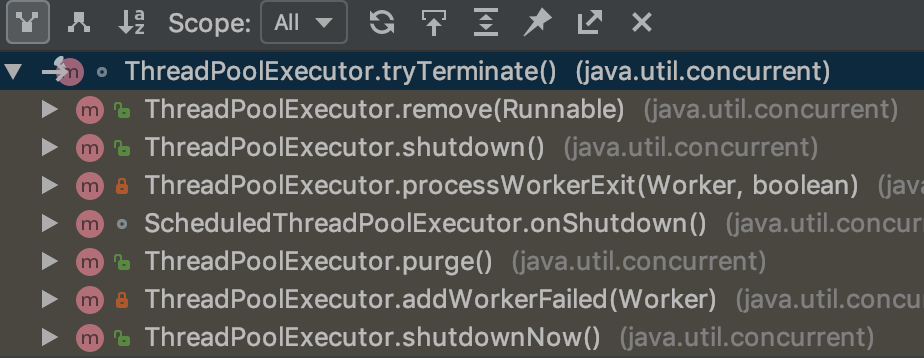 Scope: All
ThreadPoolExecutor.tryTerminate() (java.util.concurrent)
m ThreadPoolExecutor.remove(Runnable) (java.util.concurrent)
m ThreadPoolExecutor.shutdown() (java.util.concurrent)
m ThreadPoolExecutor.processWorkerExit(Worker, boolean) (java
m ScheduledThreadPoolExecutor.onShutdown() (java.util.concurr
m ThreadPoolExecutor.purge() (java.util.concurrent)
m ThreadPoolExecutor.addWorkerFailed(Worker) (java.util.concu
m ThreadPoolExecutor.shutdownNow() (java.util.concurrent)